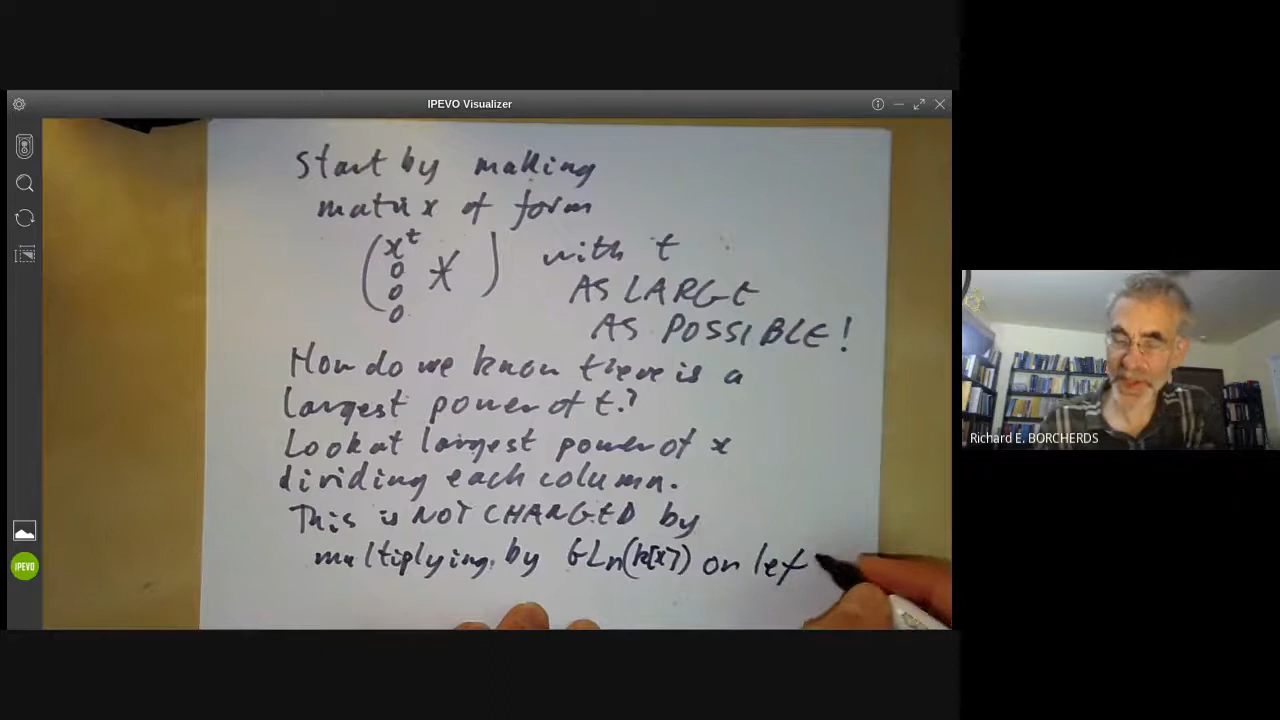 IPEVO Visualizer
Start by making
matrix of form
(x^t
0
0
0 * ) with t
AS LARGE
AS POSSIBLE!
How do we know there is a
largest power of t?
Look at largest power of x
dividing each column.
This is NOT CHANGED by
multiplying by GLn(k[x]) on lef
Richard E. BORCHERDS
IPEVO